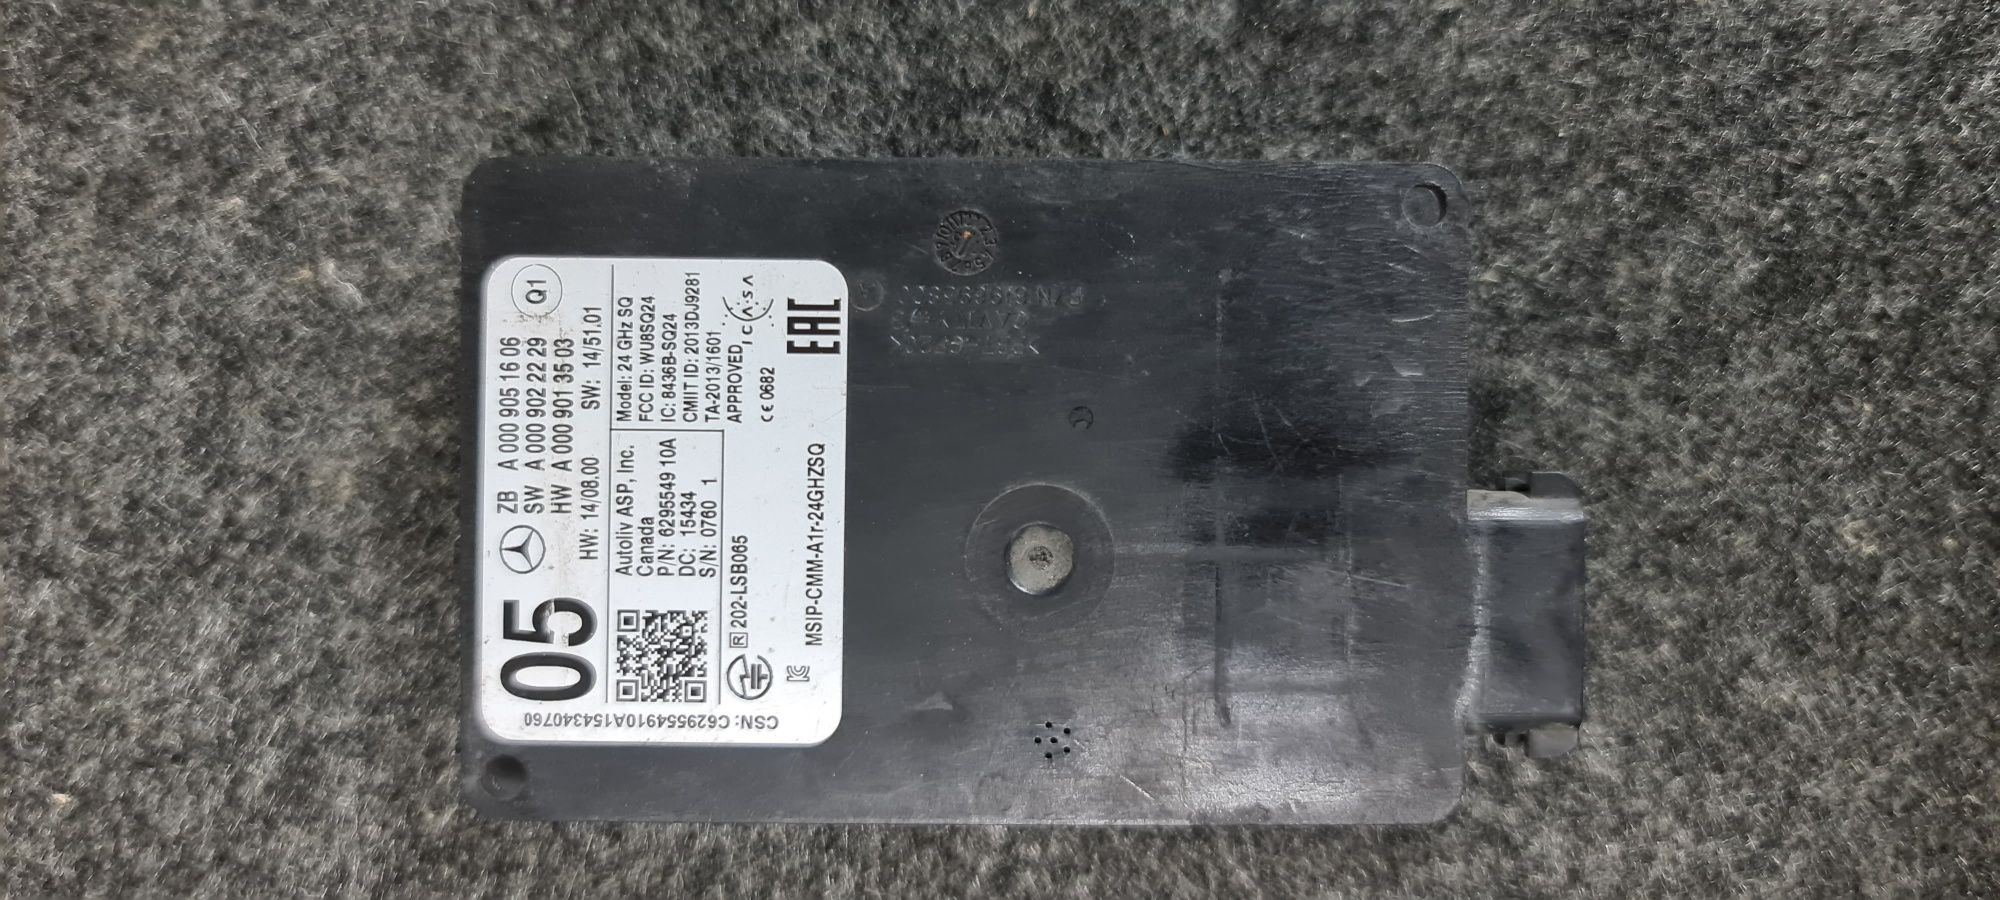 05
ZB A 000 905 16 06
SW A 000 902 22 29
HW A 000 901 35 03
HW: 14/08.00 SW: 14/51.01
Q1
Autoliv ASP, Inc.
Canada
P/N: 6295549 10A
DC: 15434
S/N: 0760 1
Model: 24 GHz SQ
FCC ID: WU8SQ24
IC: 8436B-SQ24
CMIIT ID: 2013DJ9281
TA-2013/1601
APPROVED
ICASA
R 202-LSB065
CE 0682
EAC
MSIP-CMM-A1r-24GHZSQ
CSN: C629554910A154340760